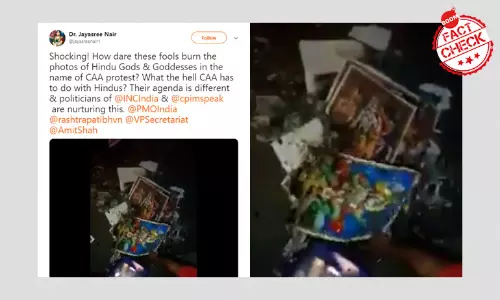 Dr. Jayasree Nair
@jayasreenair1
Follow
Shocking! How dare these fools burn the
photos of Hindu Gods & Goddesses in the
name of CAA protest? What the hell CAA has
to do with Hindus? Their agenda is different
& politicians of @INCIndia & @cpimspeak
are nurturing this. @PMOIndia
@rashtrapatibhvn @VPSecretariat
@AmitShah
BOOM
FACT
CHECK